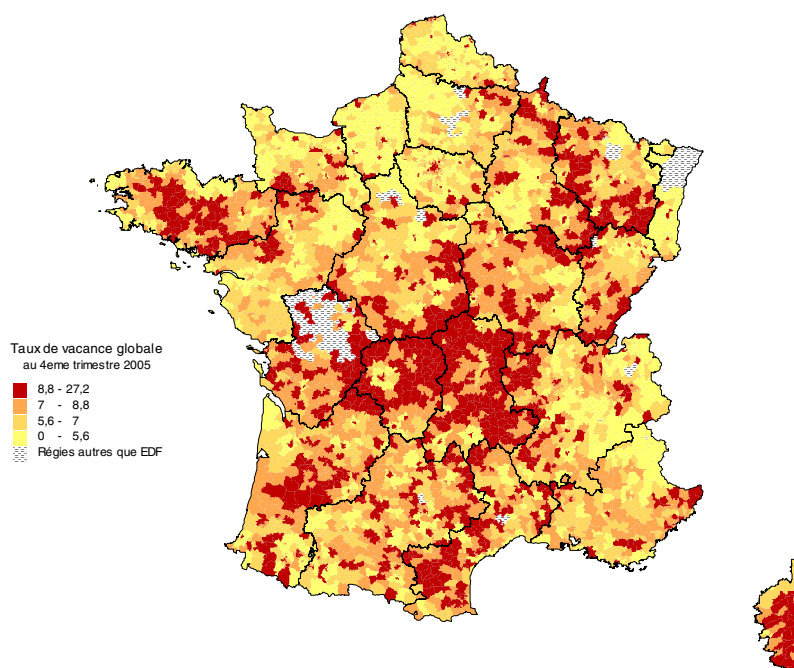 Taux de vacance globale
au 4eme trimestre 2005
8,8 - 27,2
7 - 8,8
5,6 - 7
0 - 5,6
Régies autres que EDF